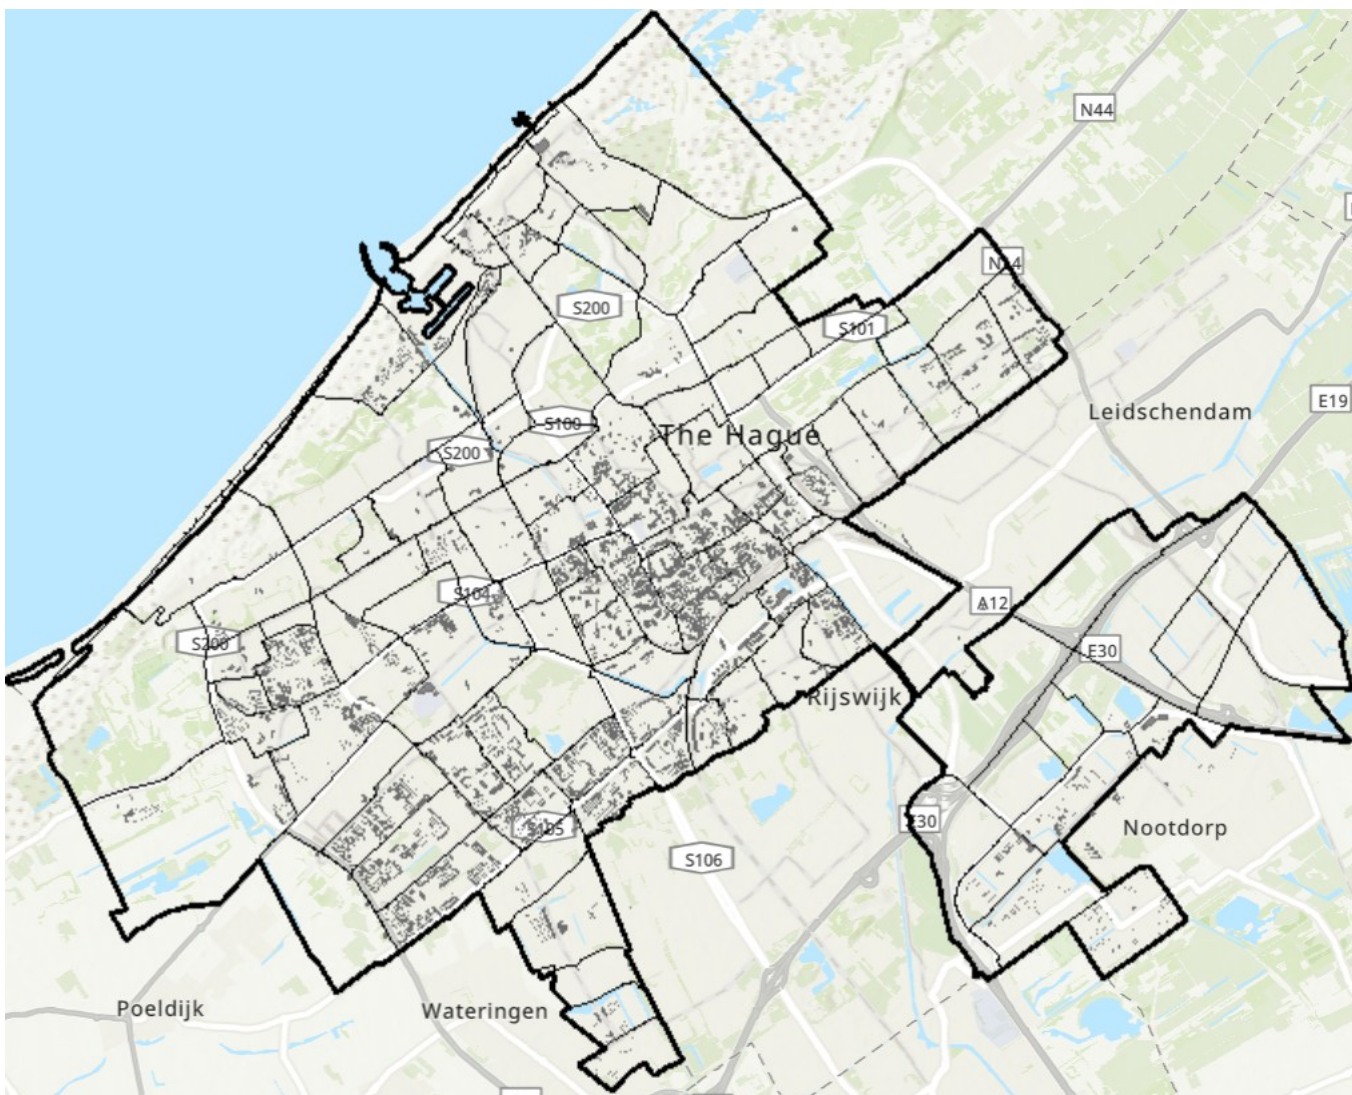 N44
N14
S200
S101
E19
Leidschendam
S100
The Hague
S200
S104
A12
S200
E30
Rijswijk
S105
E30
Nootdorp
S106
Poeldijk
Wateringen